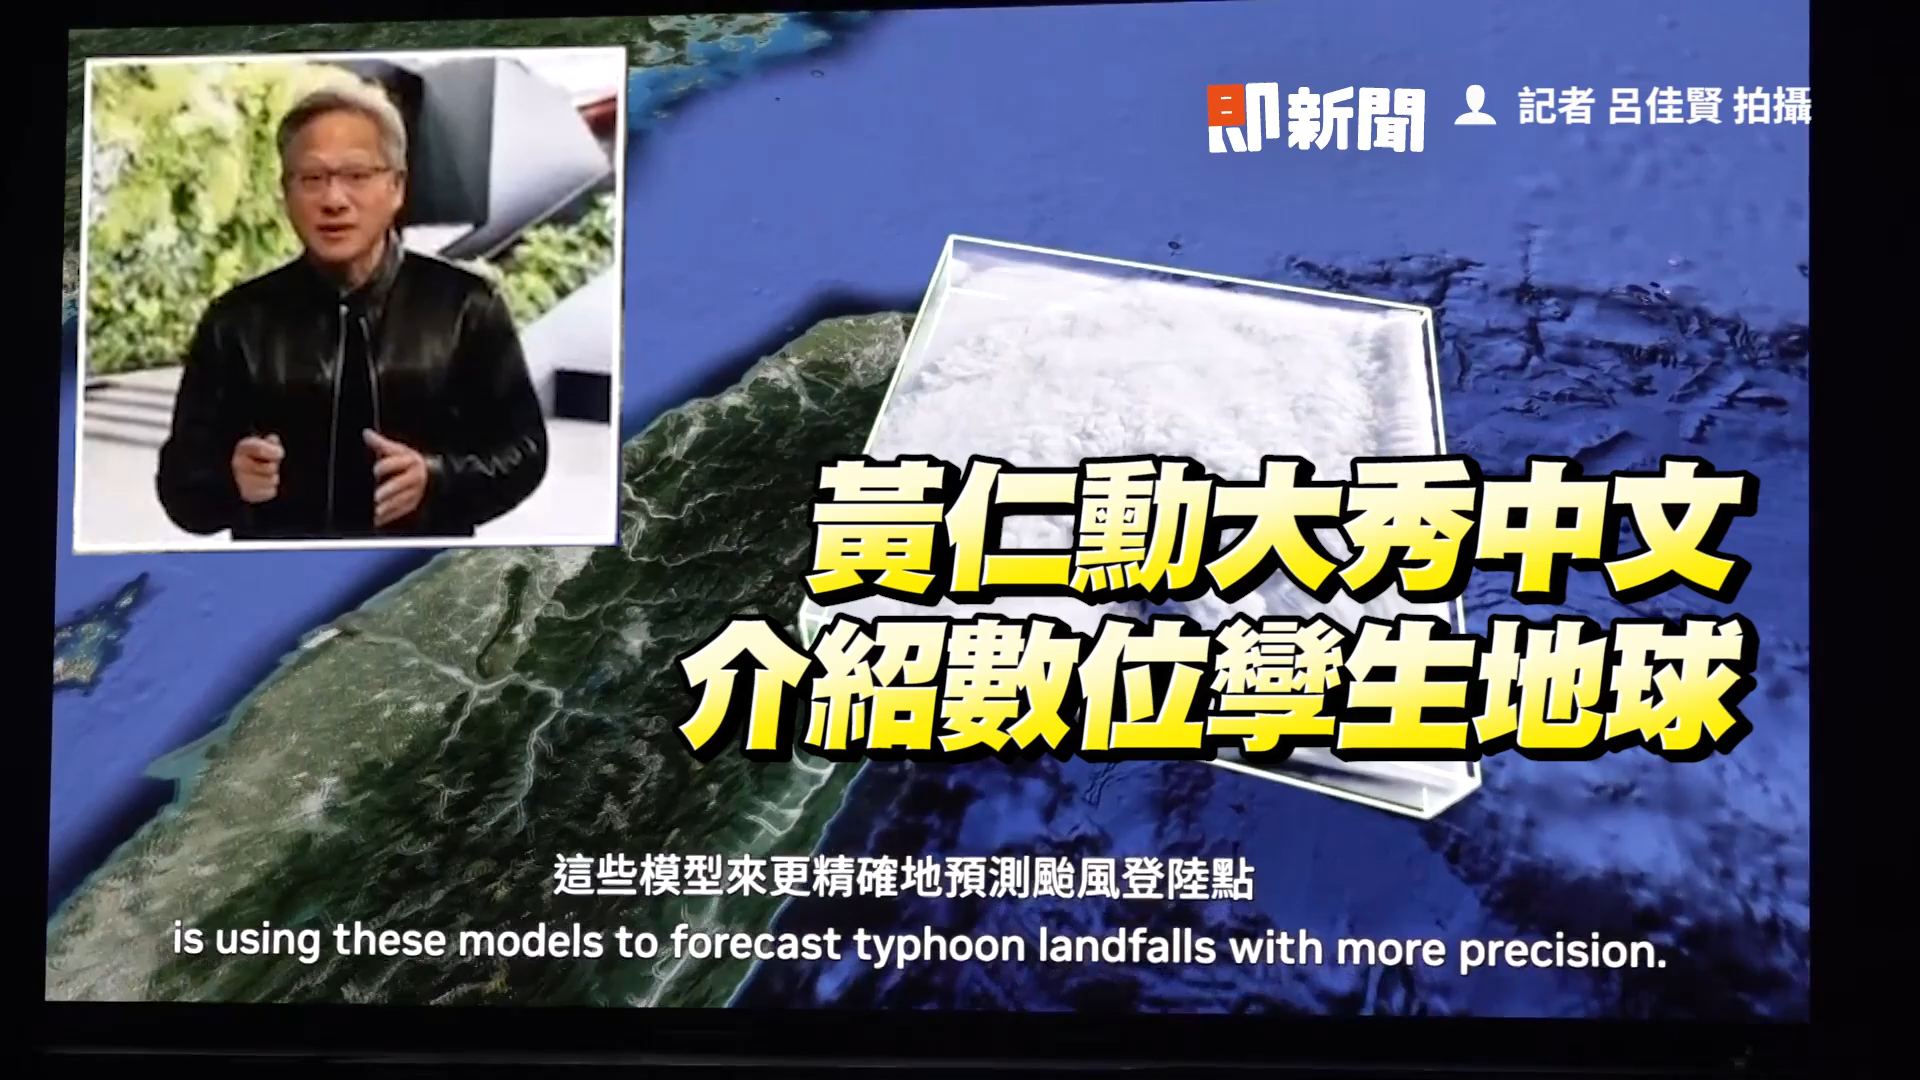 即新聞 記者 呂佳賢 拍攝
黃仁勳大秀中文
介紹數位孿生地球
這些模型來更精確地預測颱風登陸點
is using these models to forecast typhoon landfalls with more precision.